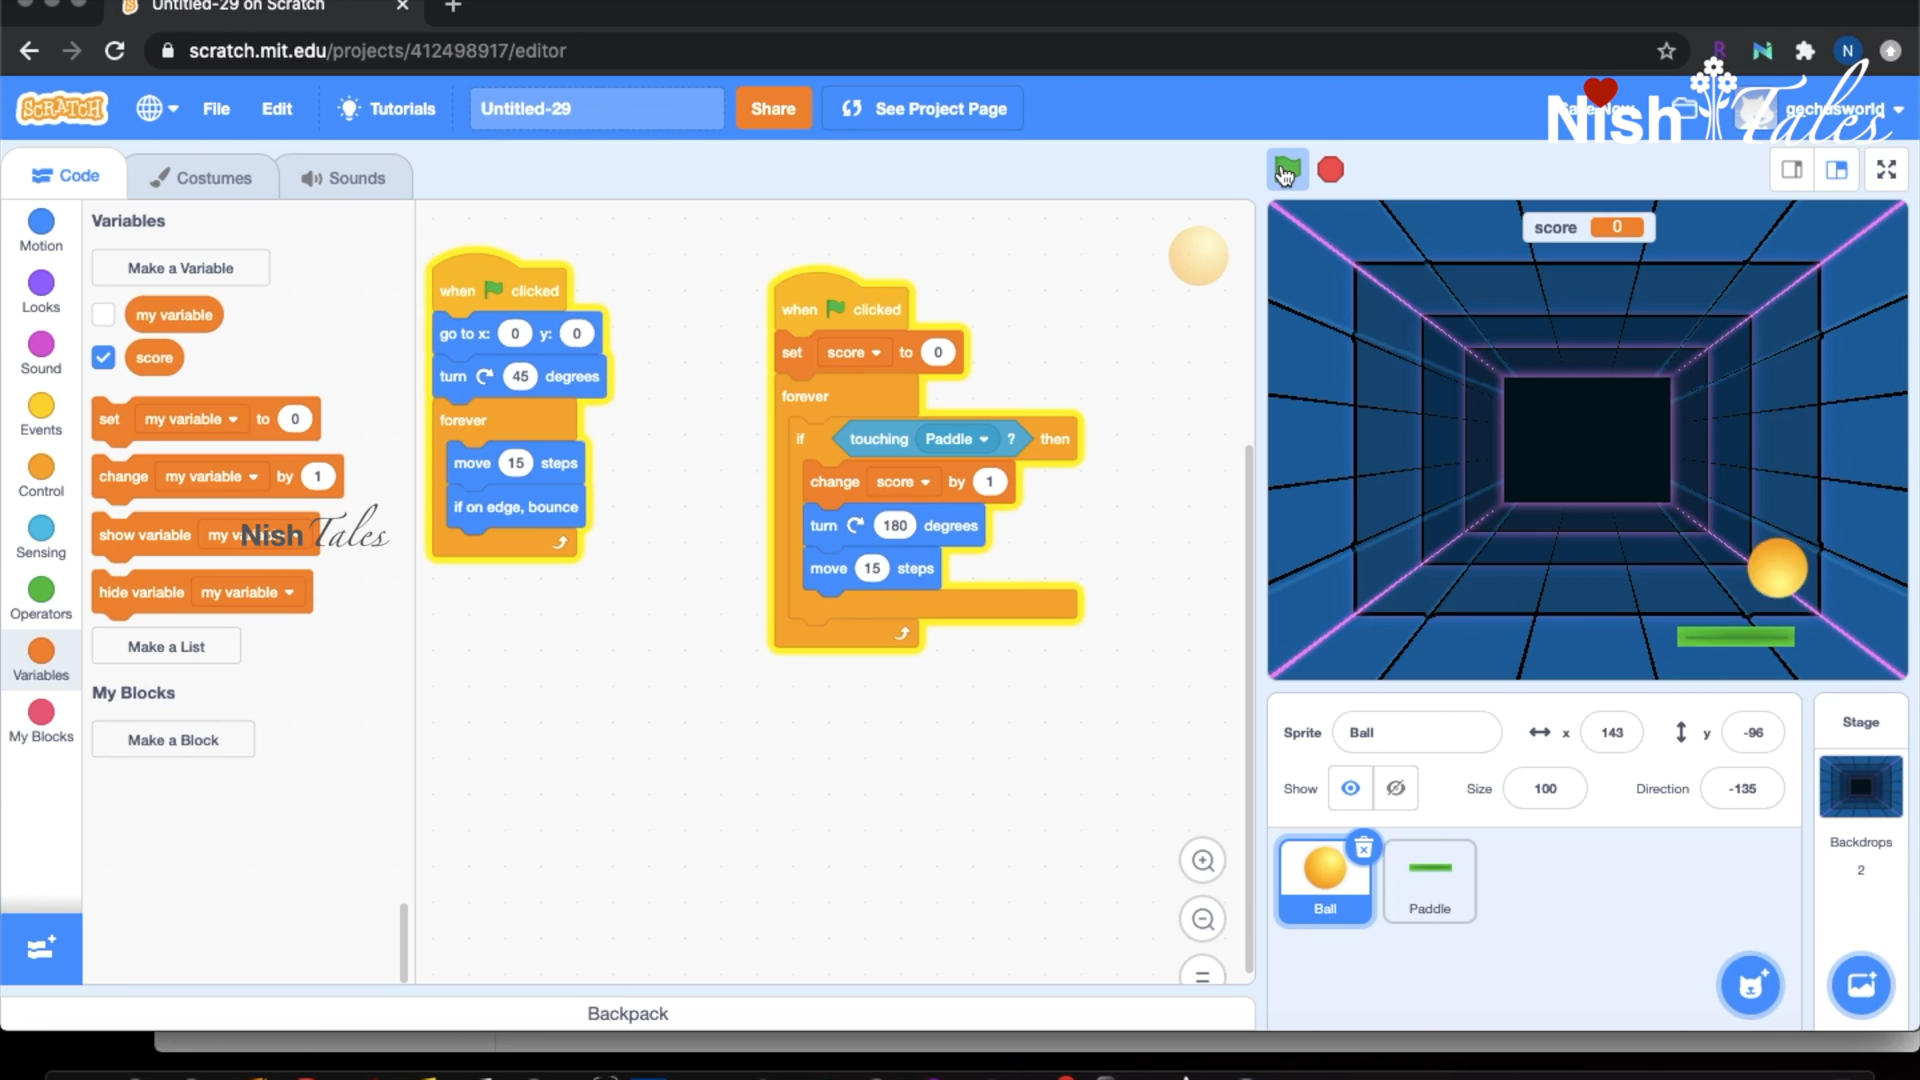 Untitled-29 on Scratch
scratch.mit.edu/projects/412498917/editor
R N N
SCRATCH File Edit Tutorials Untitled-29 Share See Project Page gechusworld
Nish Tales
Code Costumes Sounds
Motion
Looks
Sound
Events
Control
Sensing
Operators
Variables
My Blocks
Variables
Make a Variable
my variable
score
set my variable to 0
change my variable by 1
show variable
Nish Tales
hide variable my variable
Make a List
My Blocks
Make a Block
when clicked
go to x: 0 y: 0
turn 45 degrees
forever
move 15 steps
if on edge, bounce
when clicked
set score to 0
forever
if touching Paddle ? then
change score by 1
turn 180 degrees
move 15 steps
Backpack
score 0
Sprite Ball x 143 y -96
Show Size 100 Direction -135
Ball
Paddle
Stage
Backdrops
2